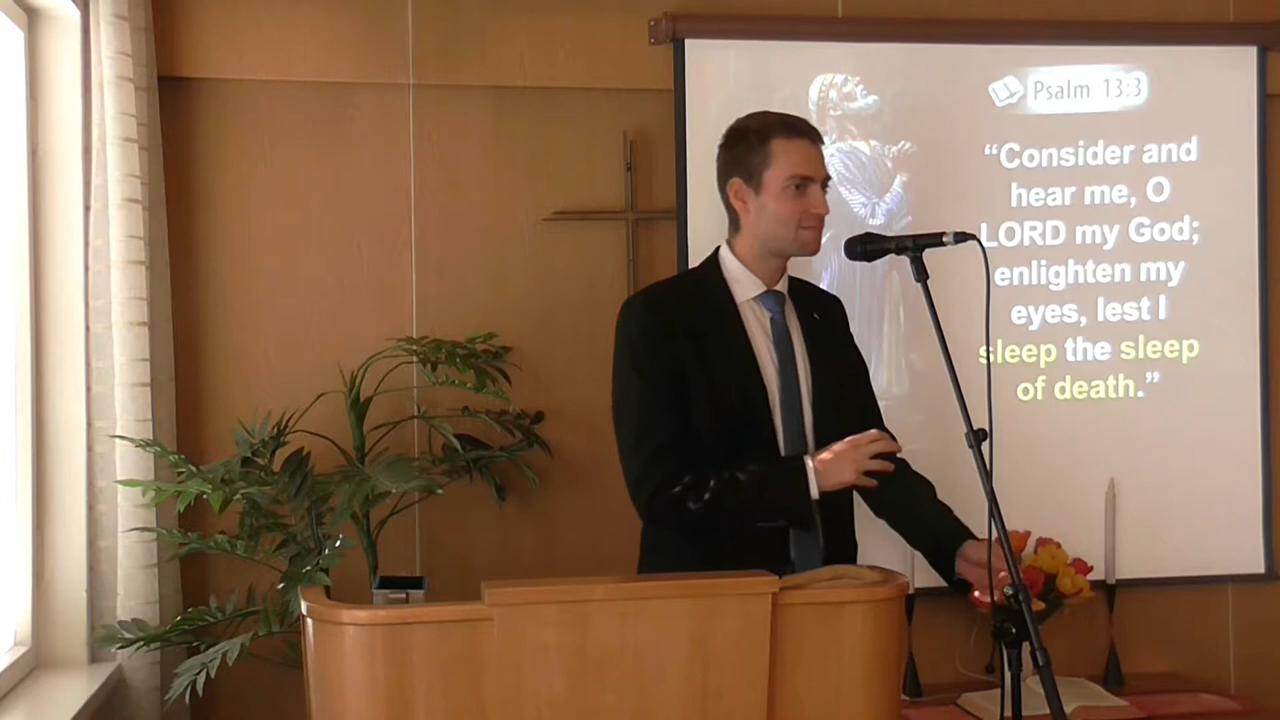 Psalm 13:3
“Consider and
hear me, O
LORD my God;
enlighten my
eyes, lest I
sleep the sleep
of death.”